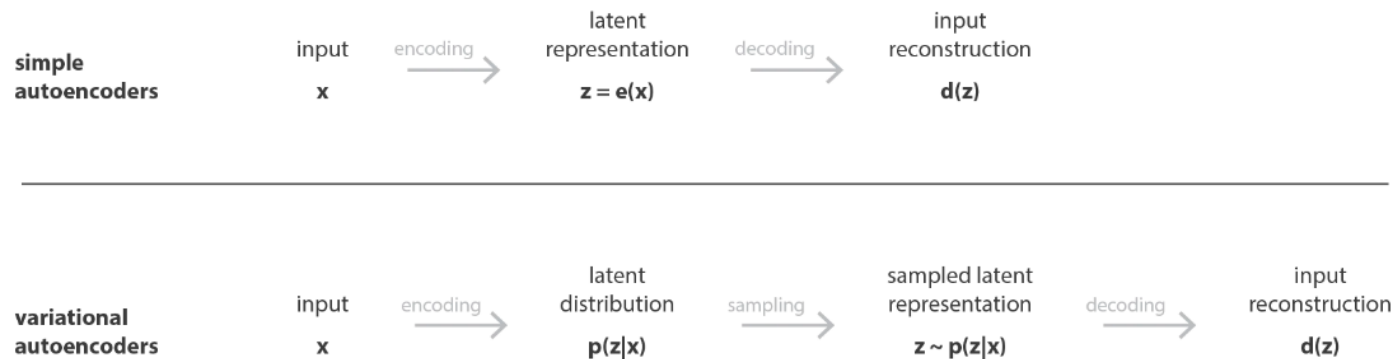 simple
autoencoders
input
x
encoding
latent
representation
z = e(x)
decoding
input
reconstruction
d(z)
variational
autoencoders
input
x
encoding
latent
distribution
p(z|x)
sampling
sampled latent
representation
z ~ p(z|x)
decoding
input
reconstruction
d(z)